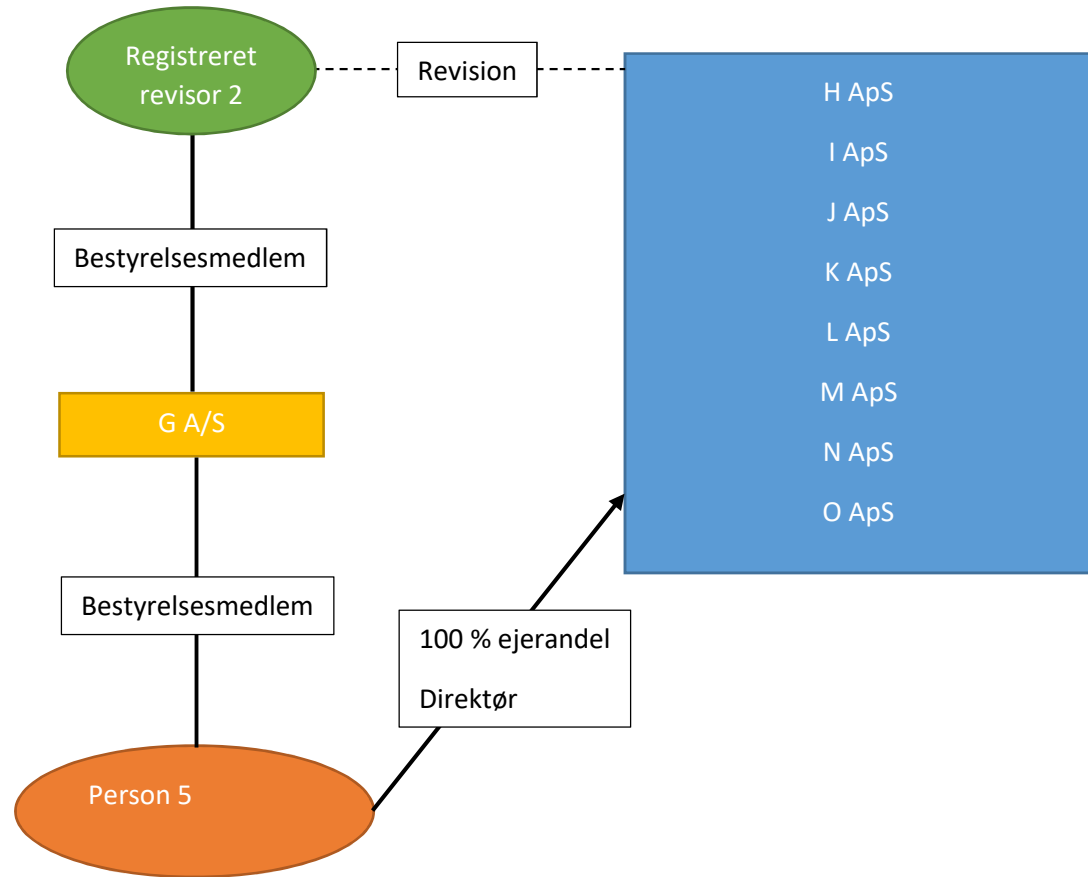 Registreret
revisor 2
Revision
H ApS
I ApS
J ApS
K ApS
L ApS
M ApS
N ApS
O ApS
Bestyrelsesmedlem
G A/S
Bestyrelsesmedlem
100 % ejerandel
Direktør
Person 5